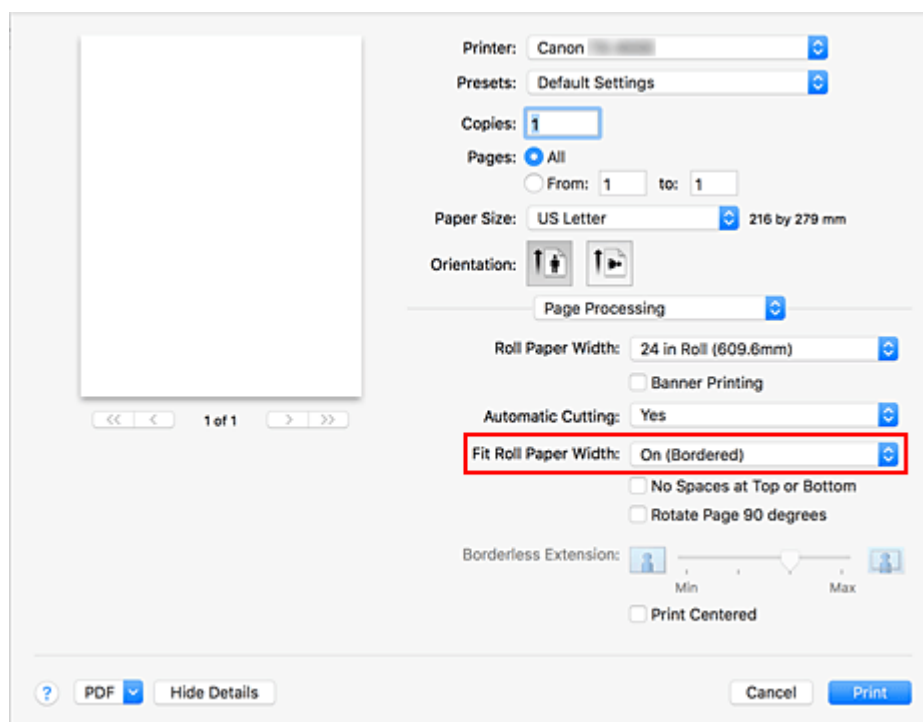 Printer: Canon
Presets: Default Settings
Copies: 1
Pages: All
From: 1 to: 1
Paper Size: US Letter 216 by 279 mm
Orientation:
Page Processing
Roll Paper Width: 24 in Roll (609.6mm)
Banner Printing
<< < 1 of 1 > >>
Automatic Cutting: Yes
Fit Roll Paper Width: On (Bordered)
No Spaces at Top or Bottom
Rotate Page 90 degrees
Borderless Extension:
Min Max
Print Centered
? PDF Hide Details Cancel Print